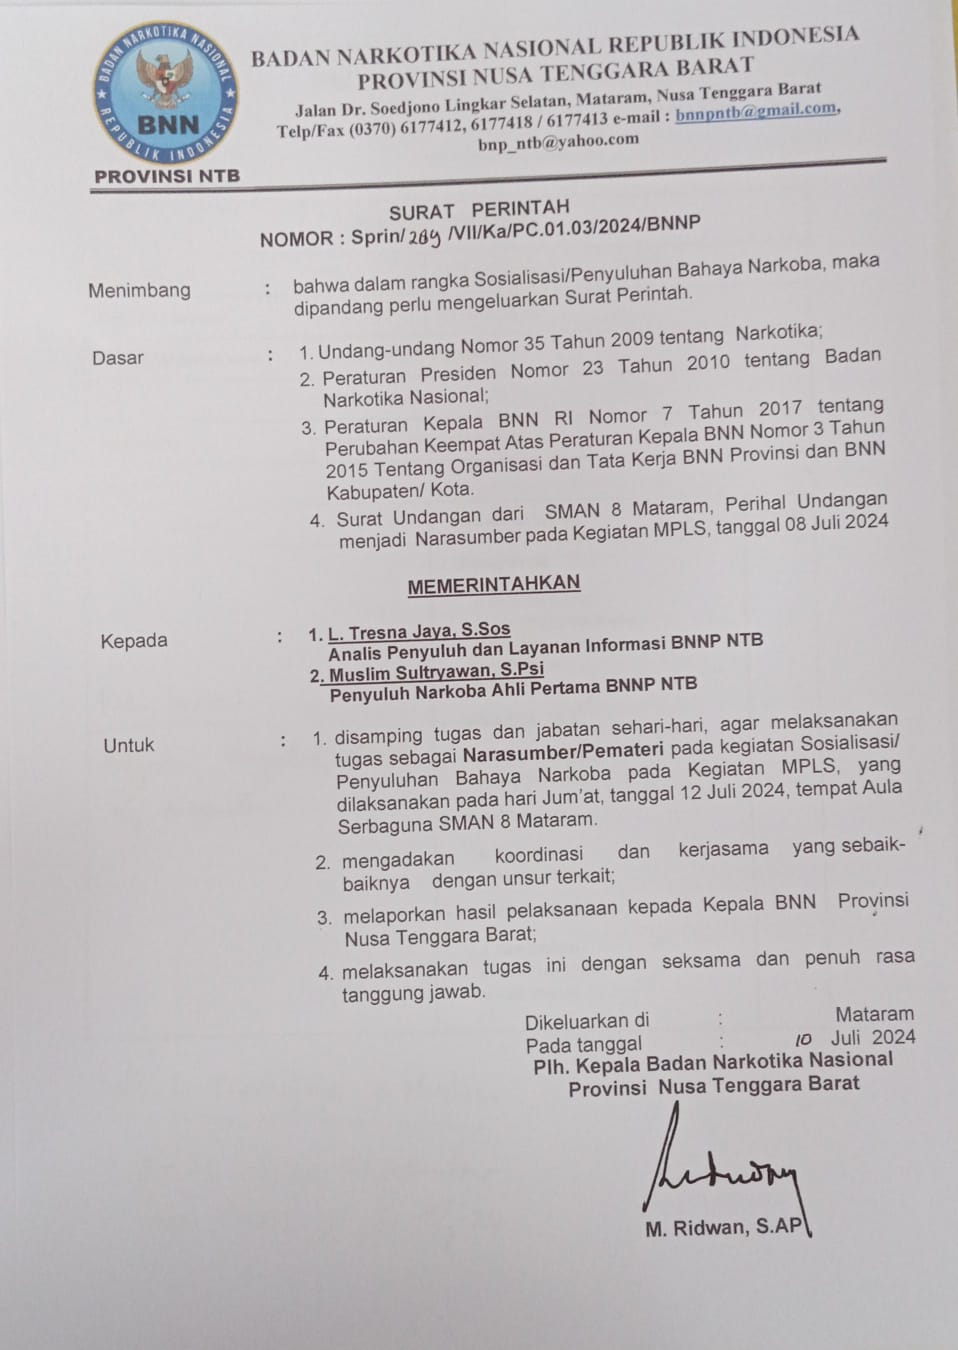 BADAN NARKOTIKA NASIONAL
REPUBLIK INDONESIA
BNN
PROVINSI NTB
BADAN NARKOTIKA NASIONAL REPUBLIK INDONESIA
PROVINSI NUSA TENGGARA BARAT
Jalan Dr. Soedjono Lingkar Selatan, Mataram, Nusa Tenggara Barat
Telp/Fax (0370) 6177412, 6177418 / 6177413 e-mail : bnnpntb@gmail.com,
bnp_ntb@yahoo.com
SURAT PERINTAH
NOMOR : Sprin/ 289 /VII/Ka/PC.01.03/2024/BNNP
Menimbang : bahwa dalam rangka Sosialisasi/Penyuluhan Bahaya Narkoba, maka
dipandang perlu mengeluarkan Surat Perintah.
Dasar : 1. Undang-undang Nomor 35 Tahun 2009 tentang Narkotika;
2. Peraturan Presiden Nomor 23 Tahun 2010 tentang Badan
Narkotika Nasional;
3. Peraturan Kepala BNN RI Nomor 7 Tahun 2017 tentang
Perubahan Keempat Atas Peraturan Kepala BNN Nomor 3 Tahun
2015 Tentang Organisasi dan Tata Kerja BNN Provinsi dan BNN
Kabupaten/ Kota.
4. Surat Undangan dari SMAN 8 Mataram, Perihal Undangan
menjadi Narasumber pada Kegiatan MPLS, tanggal 08 Juli 2024
MEMERINTAHKAN
Kepada : 1. L. Tresna Jaya, S.Sos
Analis Penyuluh dan Layanan Informasi BNNP NTB
2. Muslim Sultryawan, S.Psi
Penyuluh Narkoba Ahli Pertama BNNP NTB
Untuk : 1. disamping tugas dan jabatan sehari-hari, agar melaksanakan
tugas sebagai Narasumber/Pemateri pada kegiatan Sosialisasi/
Penyuluhan Bahaya Narkoba pada Kegiatan MPLS, yang
dilaksanakan pada hari Jum'at, tanggal 12 Juli 2024, tempat Aula
Serbaguna SMAN 8 Mataram.
2. mengadakan koordinasi dan kerjasama yang sebaik-
baiknya dengan unsur terkait;
3. melaporkan hasil pelaksanaan kepada Kepala BNN Provinsi
Nusa Tenggara Barat;
4. melaksanakan tugas ini dengan seksama dan penuh rasa
tanggung jawab.
Dikeluarkan di : Mataram
Pada tanggal : 10 Juli 2024
Plh. Kepala Badan Narkotika Nasional
Provinsi Nusa Tenggara Barat
M. Ridwan, S.AP